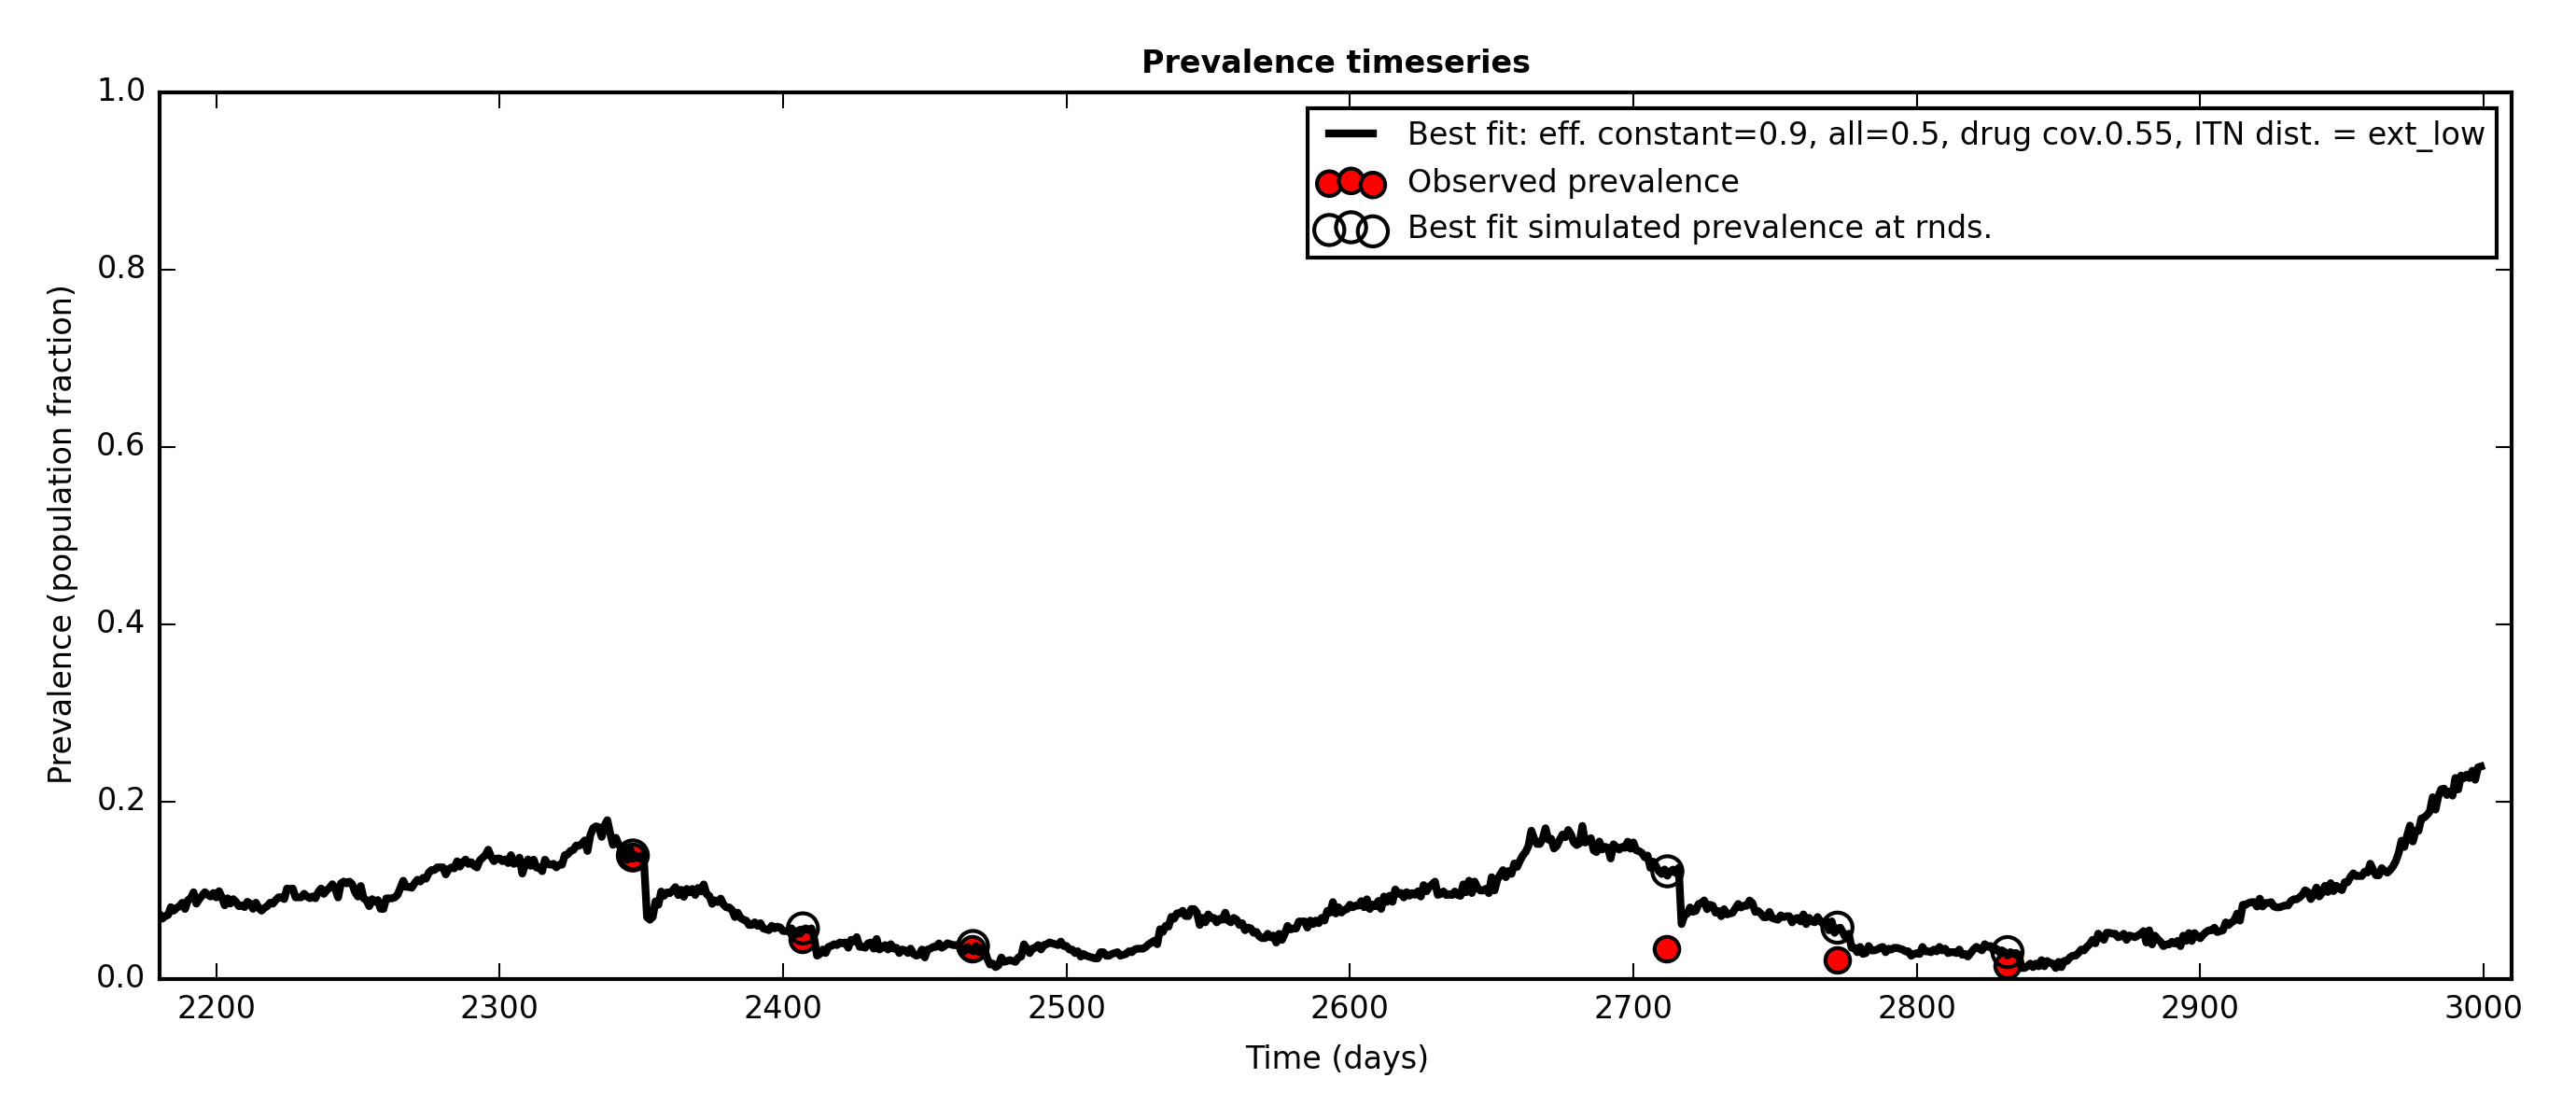 Prevalence timeseries
1.0
0.8
0.6
0.4
0.2
0.0
Prevalence (population fraction)
Best fit: eff. constant=0.9, all=0.5, drug cov.0.55, ITN dist. = ext_low
Observed prevalence
Best fit simulated prevalence at rnds.
2200 2300 2400 2500 2600 2700 2800 2900 3000
Time (days)